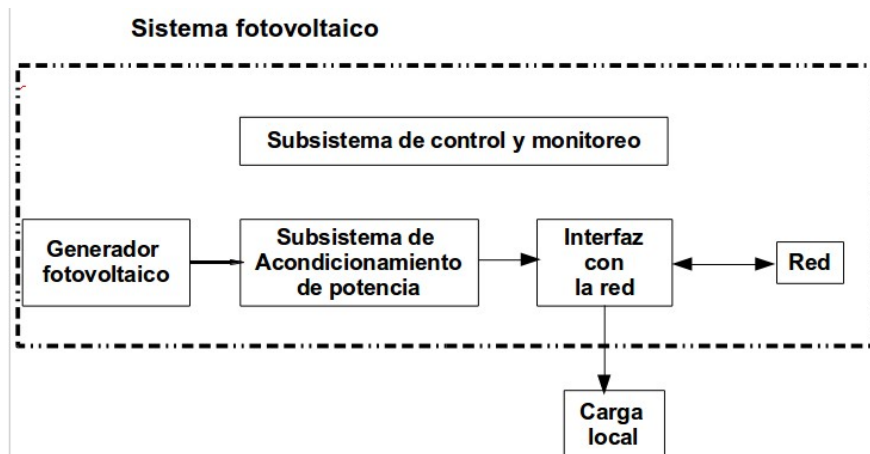 Sistema fotovoltaico
Subsistema de control y monitoreo
Generador
fotovoltaico
Subsistema de
Acondicionamiento
de potencia
Interfaz
con
la red
Red
Carga
local